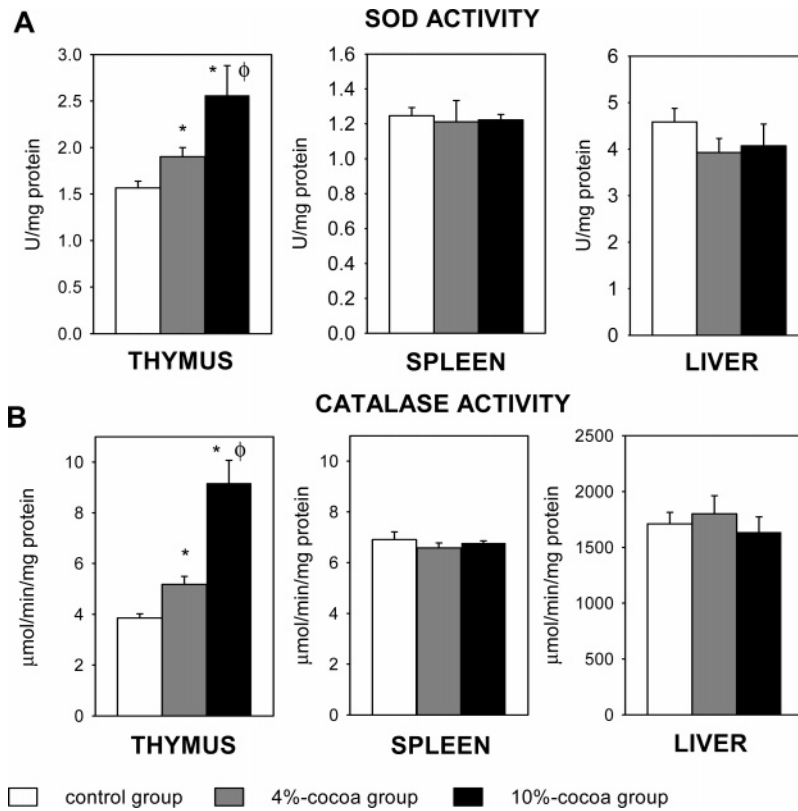 A
SOD ACTIVITY
U/mg protein
3.0
2.5
2.0
1.5
1.0
0.5
0.0
*
* ϕ
THYMUS
U/mg protein
1.6
1.4
1.2
1.0
0.8
0.6
0.4
0.2
0.0
SPLEEN
U/mg protein
6
5
4
3
2
1
0
LIVER
B
CATALASE ACTIVITY
μmol/min/mg protein
10
8
6
4
2
0
*
* ϕ
THYMUS
μmol/min/mg protein
10
8
6
4
2
0
SPLEEN
μmol/min/mg protein
2500
2000
1500
1000
500
0
LIVER
control group
4%-cocoa group
10%-cocoa group